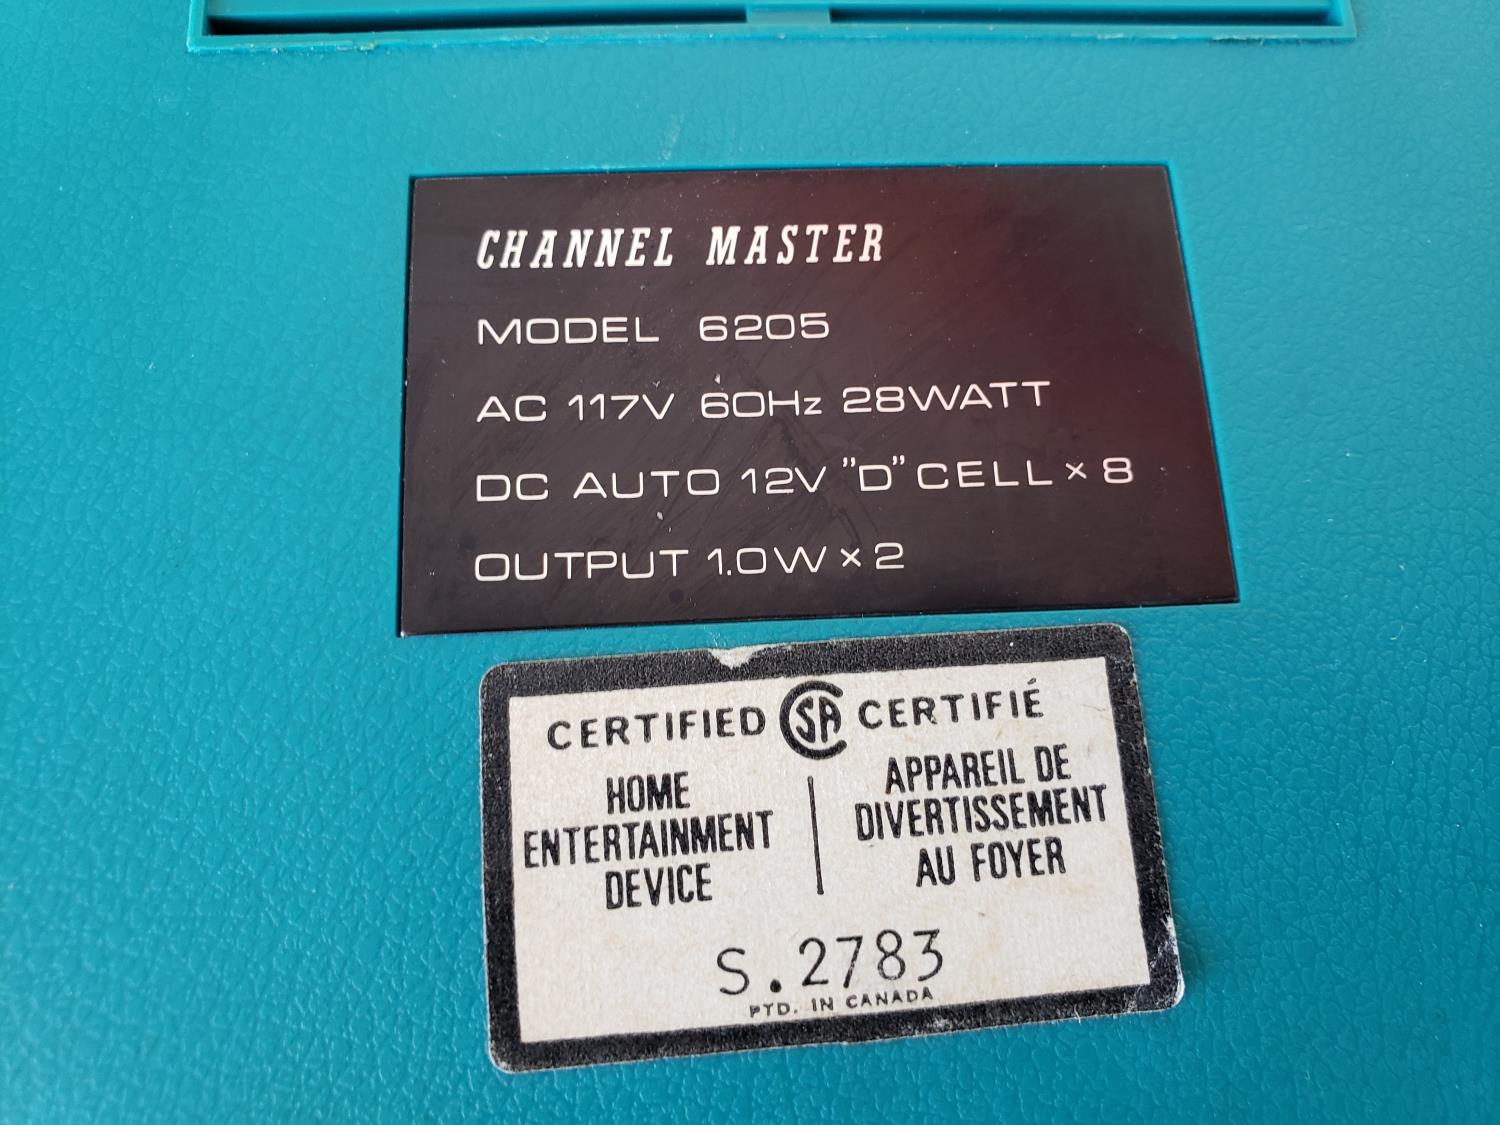 CHANNEL MASTER
MODEL 6205
AC 117V 60Hz 28WATT
DC AUTO 12V "D" CELL × 8
OUTPUT 1.0W × 2
CERTIFIED SA CERTIFIÉ
HOME
ENTERTAINMENT
DEVICE
APPAREIL DE
DIVERTISSEMENT
AU FOYER
S.2783
PTD. IN CANADA